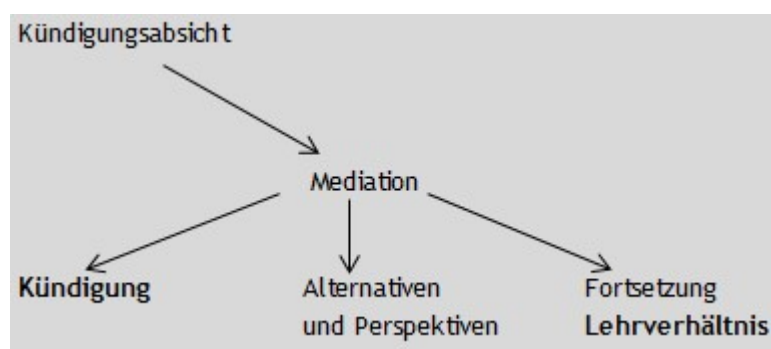 Kündigungsabsicht
Mediation
Kündigung
Alternativen
und Perspektiven
Fortsetzung
Lehrverhältnis